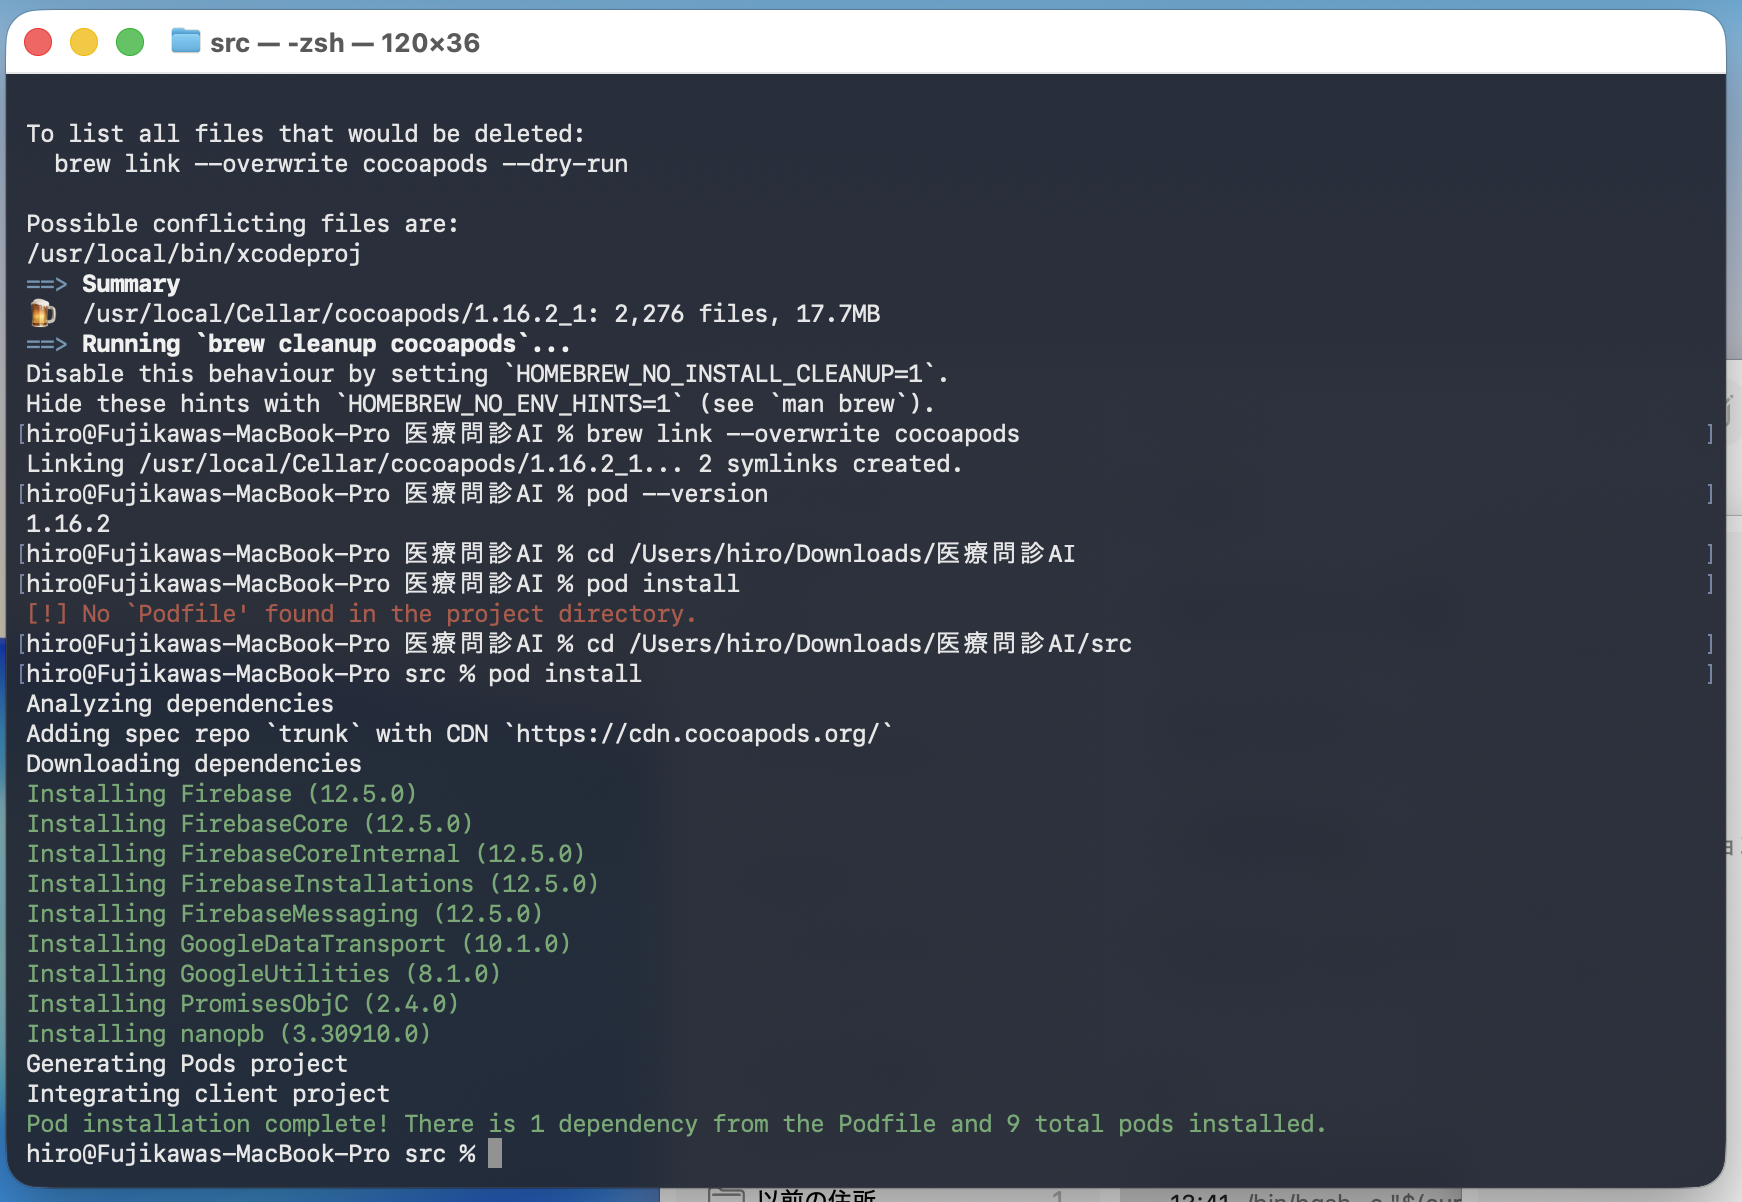 src — -zsh — 120×36
To list all files that would be deleted:
  brew link --overwrite cocoapods --dry-run
Possible conflicting files are:
/usr/local/bin/xcodeproj
==> Summary
🍺  /usr/local/Cellar/cocoapods/1.16.2_1: 2,276 files, 17.7MB
==> Running `brew cleanup cocoapods`...
Disable this behaviour by setting `HOMEBREW_NO_INSTALL_CLEANUP=1`.
Hide these hints with `HOMEBREW_NO_ENV_HINTS=1` (see `man brew`).
[hiro@Fujikawas-MacBook-Pro 医療問診AI % brew link --overwrite cocoapods ]
Linking /usr/local/Cellar/cocoapods/1.16.2_1... 2 symlinks created.
[hiro@Fujikawas-MacBook-Pro 医療問診AI % pod --version ]
1.16.2
[hiro@Fujikawas-MacBook-Pro 医療問診AI % cd /Users/hiro/Downloads/医療問診AI ]
[hiro@Fujikawas-MacBook-Pro 医療問診AI % pod install ]
[!] No `Podfile' found in the project directory.
[hiro@Fujikawas-MacBook-Pro 医療問診AI % cd /Users/hiro/Downloads/医療問診AI/src ]
[hiro@Fujikawas-MacBook-Pro src % pod install ]
Analyzing dependencies
Adding spec repo `trunk` with CDN `https://cdn.cocoapods.org/`
Downloading dependencies
Installing Firebase (12.5.0)
Installing FirebaseCore (12.5.0)
Installing FirebaseCoreInternal (12.5.0)
Installing FirebaseInstallations (12.5.0)
Installing FirebaseMessaging (12.5.0)
Installing GoogleDataTransport (10.1.0)
Installing GoogleUtilities (8.1.0)
Installing PromisesObjC (2.4.0)
Installing nanopb (3.30910.0)
Generating Pods project
Integrating client project
Pod installation complete! There is 1 dependency from the Podfile and 9 total pods installed.
hiro@Fujikawas-MacBook-Pro src %
以前の住所 1 12:41 /bin/bash -c "$(cur